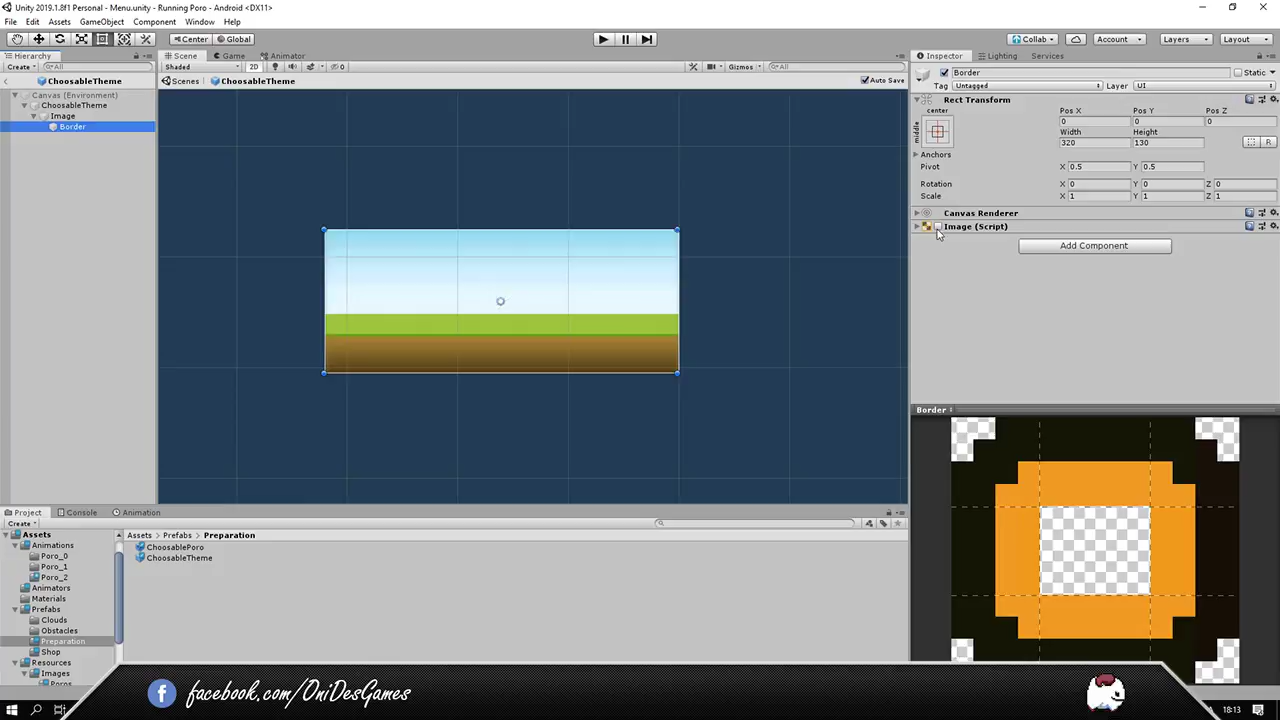 Unity 2019.1.8f1 Personal - Menu.unity - Running Poro - Android <DX11>
File Edit Assets GameObject Component Window Help
Center Global Collab Account Layers Layout
Hierarchy Scene Game Animator Inspector Lighting Services
Create All Shaded 2D 0 Gizmos All Border Static
ChoosableTheme Scenes ChoosableTheme Auto Save Tag Untagged Layer UI
Canvas (Environment) Rect Transform
ChoosableTheme center Pos X Pos Y Pos Z
Image 0 0 0
Border middle Width Height
320 130 R
Anchors
Pivot X 0.5 Y 0.5
Rotation X 0 Y 0 Z 0
Scale X 1 Y 1 Z 1
Canvas Renderer
Image (Script)
Add Component
Border
Project Console Animation
Create
Assets Assets Prefabs Preparation
Animations ChoosablePoro
Poro_0 ChoosableTheme
Poro_1
Poro_2
Animators
Materials
Prefabs
Clouds
Obstacles
Preparation
Shop
Resources
Images
Poros
facebook.com/OniDesGames
18:13